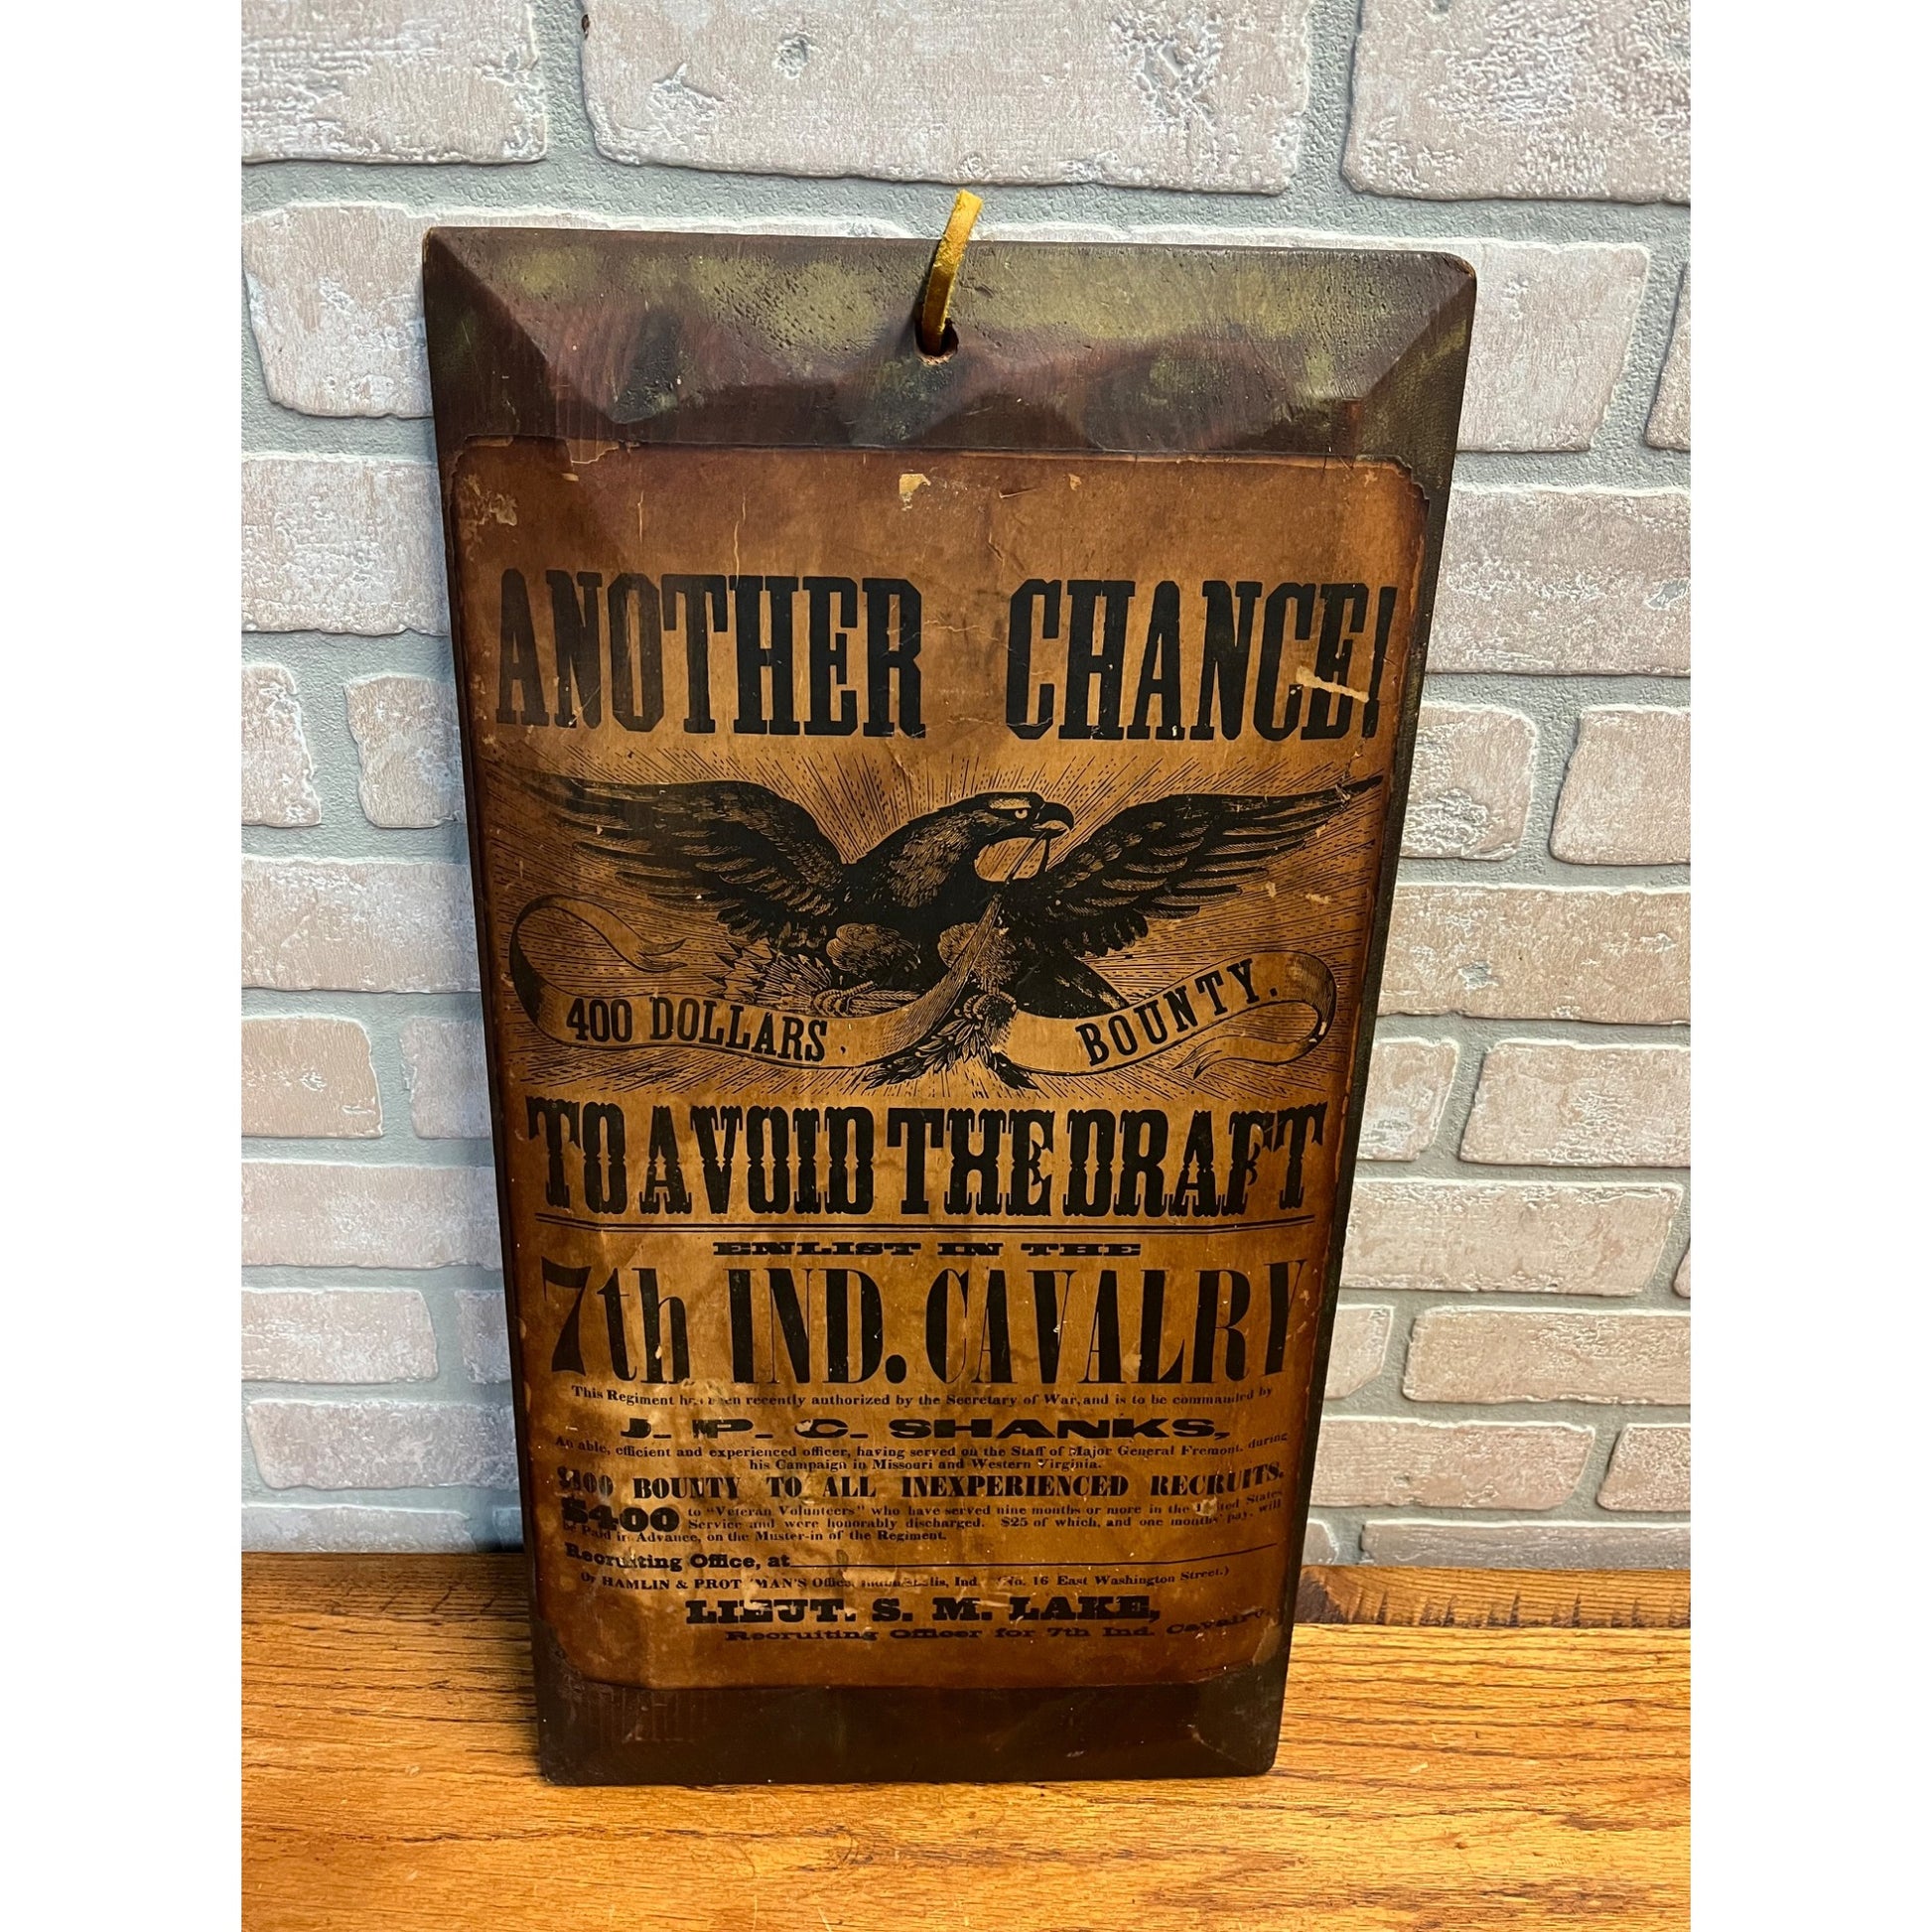 ANOTHER CHANCE!
400 DOLLARS. BOUNTY.
TO AVOID THE DRAFT
ENLIST IN THE
7th IND. CAVALRY
This Regiment has been recently authorized by the Secretary of War, and is to be commanded by
J. P. C. SHANKS,
An able, efficient and experienced officer, having served on the Staff of Major General Fremont, during
his Campaign in Missouri and Western Virginia.
BOUNTY TO ALL INEXPERIENCED RECRUITS.
$400 to "Veteran Volunteers" who have served nine months or more in the United States
Service and were honorably discharged. $25 of which, and one months' pay, will
be Paid in Advance, on the Muster-in of the Regiment.
Recruiting Office, at
Or HAMLIN & PROTZMAN'S Office, Indianapolis, Ind. (No. 16 East Washington Street.)
LIEUT. S. M. LAKE,
Recruiting Officer for 7th Ind. Cavalry.